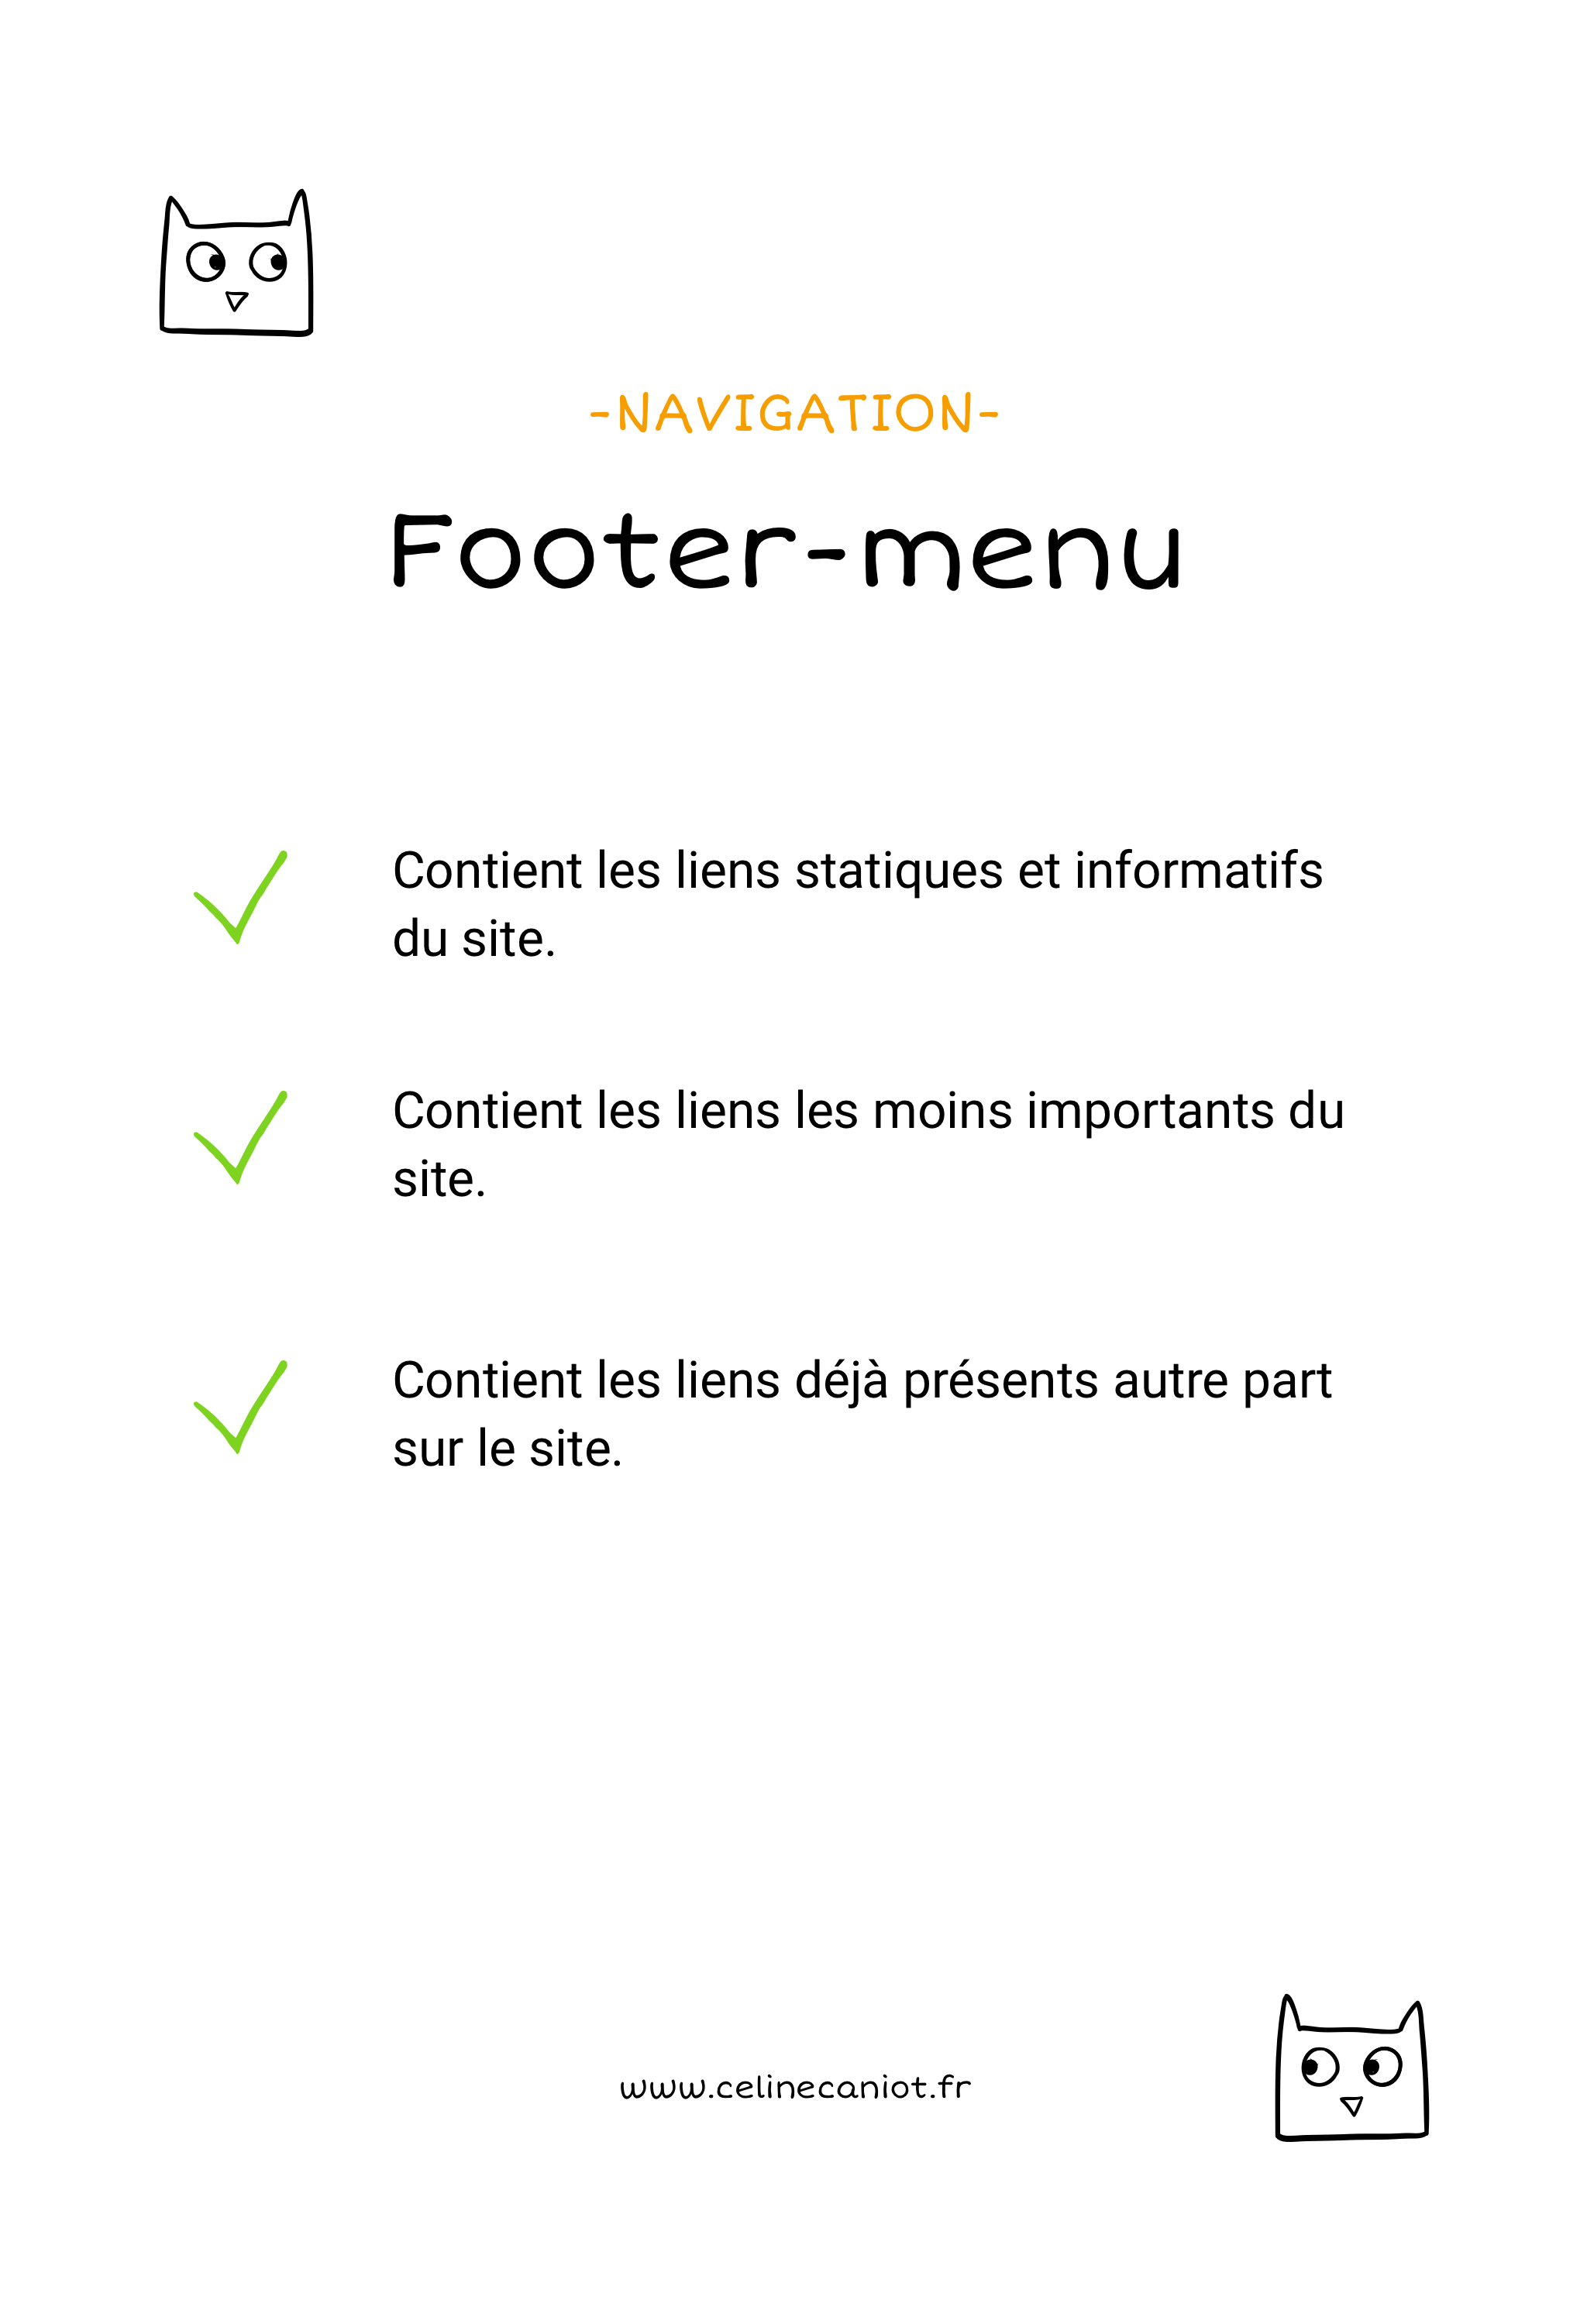 -NAVIGATION-
Footer-menu
Contient les liens statiques et informatifs
du site.
Contient les liens les moins importants du
site.
Contient les liens déjà présents autre part
sur le site.
www.celinecaniot.fr